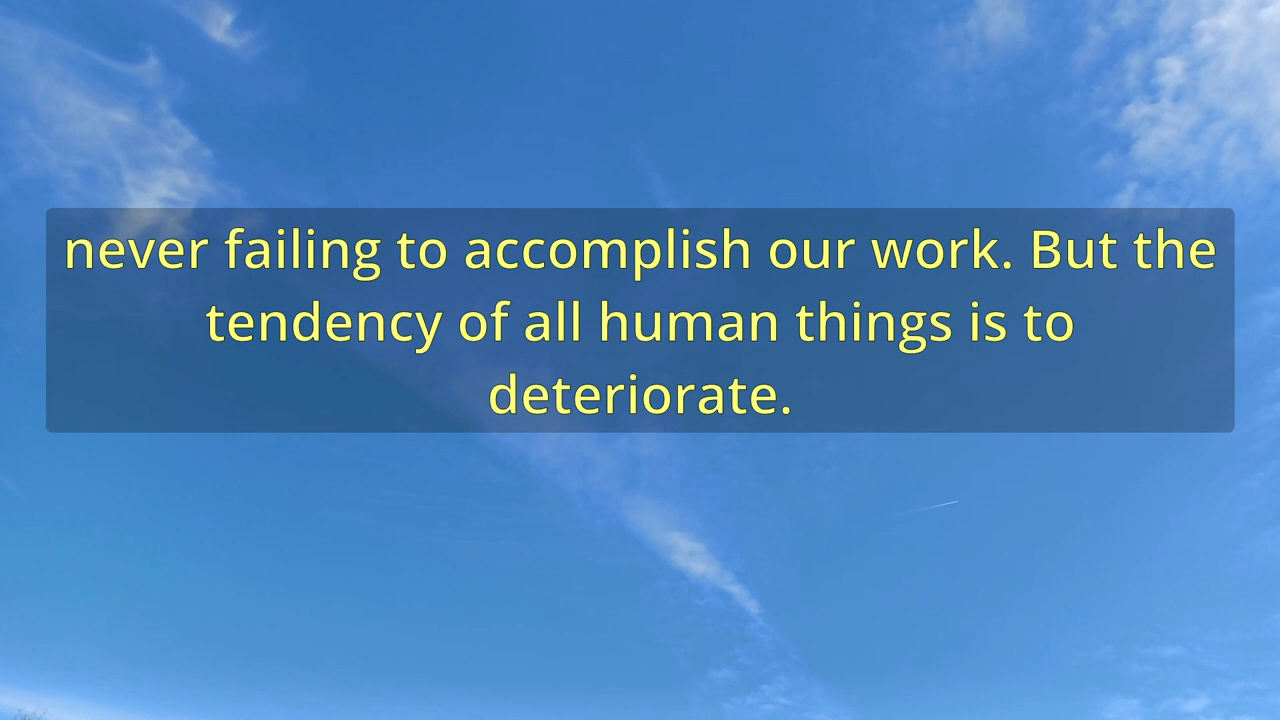 never failing to accomplish our work. But the
tendency of all human things is to
deteriorate.